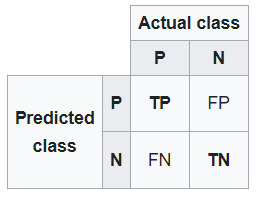 Actual class
P N
Predicted class
P TP FP
N FN TN